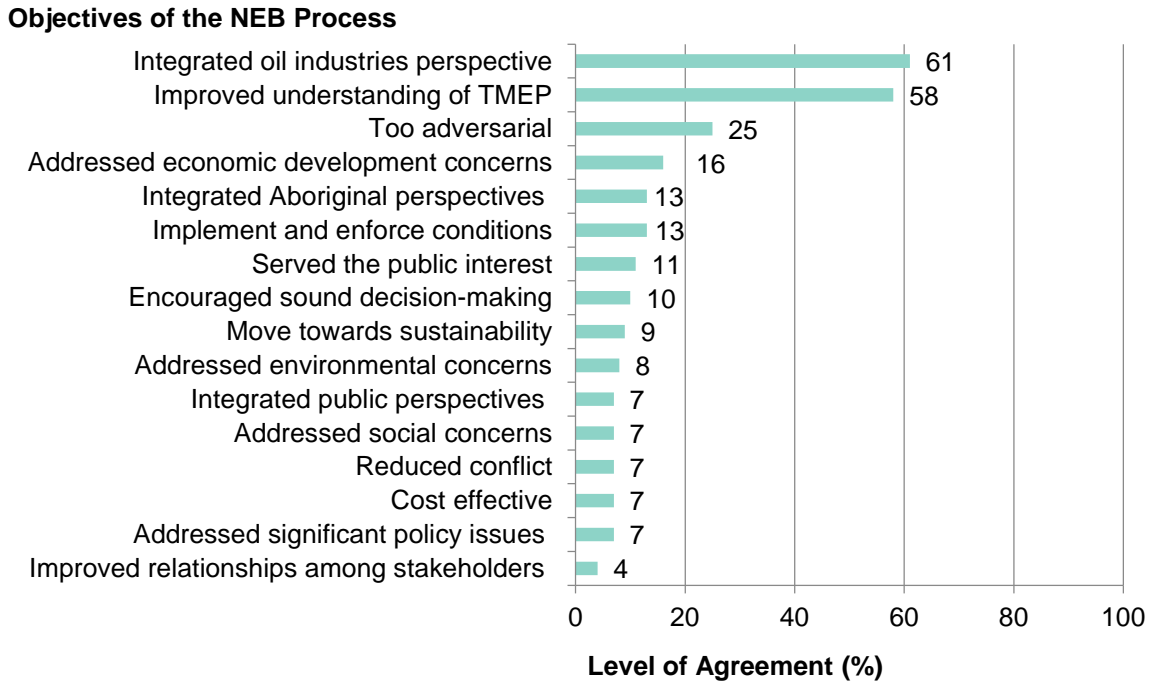 Objectives of the NEB Process
Integrated oil industries perspective 61
Improved understanding of TMEP 58
Too adversarial 25
Addressed economic development concerns 16
Integrated Aboriginal perspectives 13
Implement and enforce conditions 13
Served the public interest 11
Encouraged sound decision-making 10
Move towards sustainability 9
Addressed environmental concerns 8
Integrated public perspectives 7
Addressed social concerns 7
Reduced conflict 7
Cost effective 7
Addressed significant policy issues 7
Improved relationships among stakeholders 4
0 20 40 60 80 100
Level of Agreement (%)